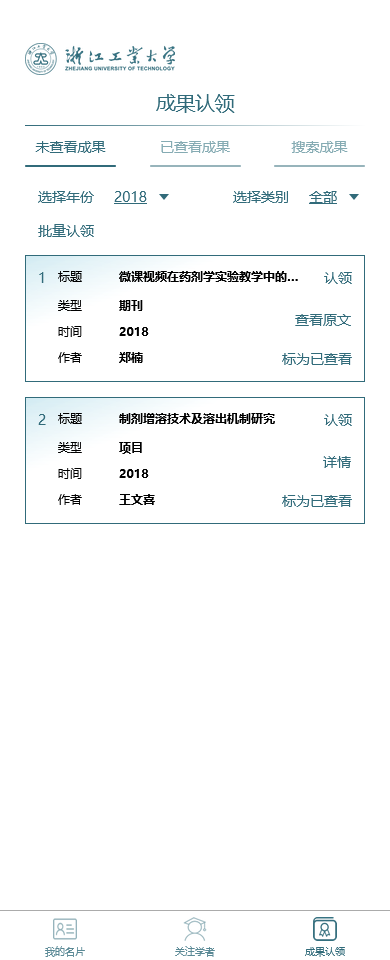 浙江工业大学
ZHEJIANG UNIVERSITY OF TECHNOLOGY
成果认领
未查看成果 已查看成果 搜索成果
选择年份 2018 选择类别 全部
批量认领
1 标题 微课视频在药剂学实验教学中的... 认领
类型 期刊
查看原文
时间 2018
作者 郑楠 标为已查看
2 标题 制剂增溶技术及溶出机制研究 认领
类型 项目
详情
时间 2018
作者 王文喜 标为已查看
我的名片 关注学者 成果认领